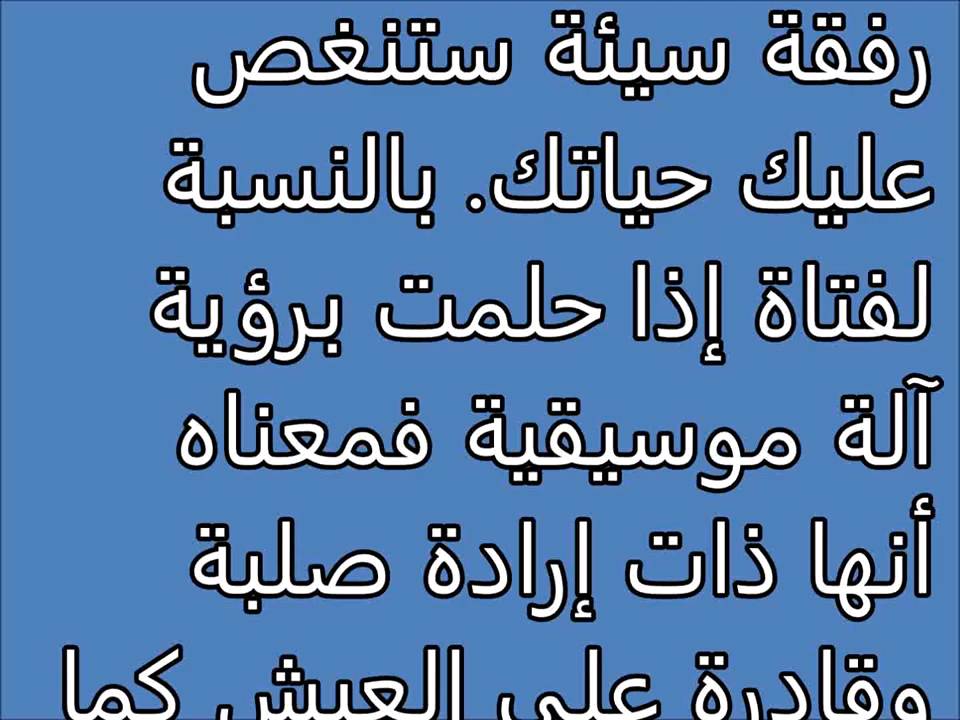 رفقة سيئة ستنغص
عليك حياتك. بالنسبة
لفتاة إذا حلمت برؤية
آلة موسيقية فمعناه
أنها ذات إرادة صلبة
وقادرة على العيش كما